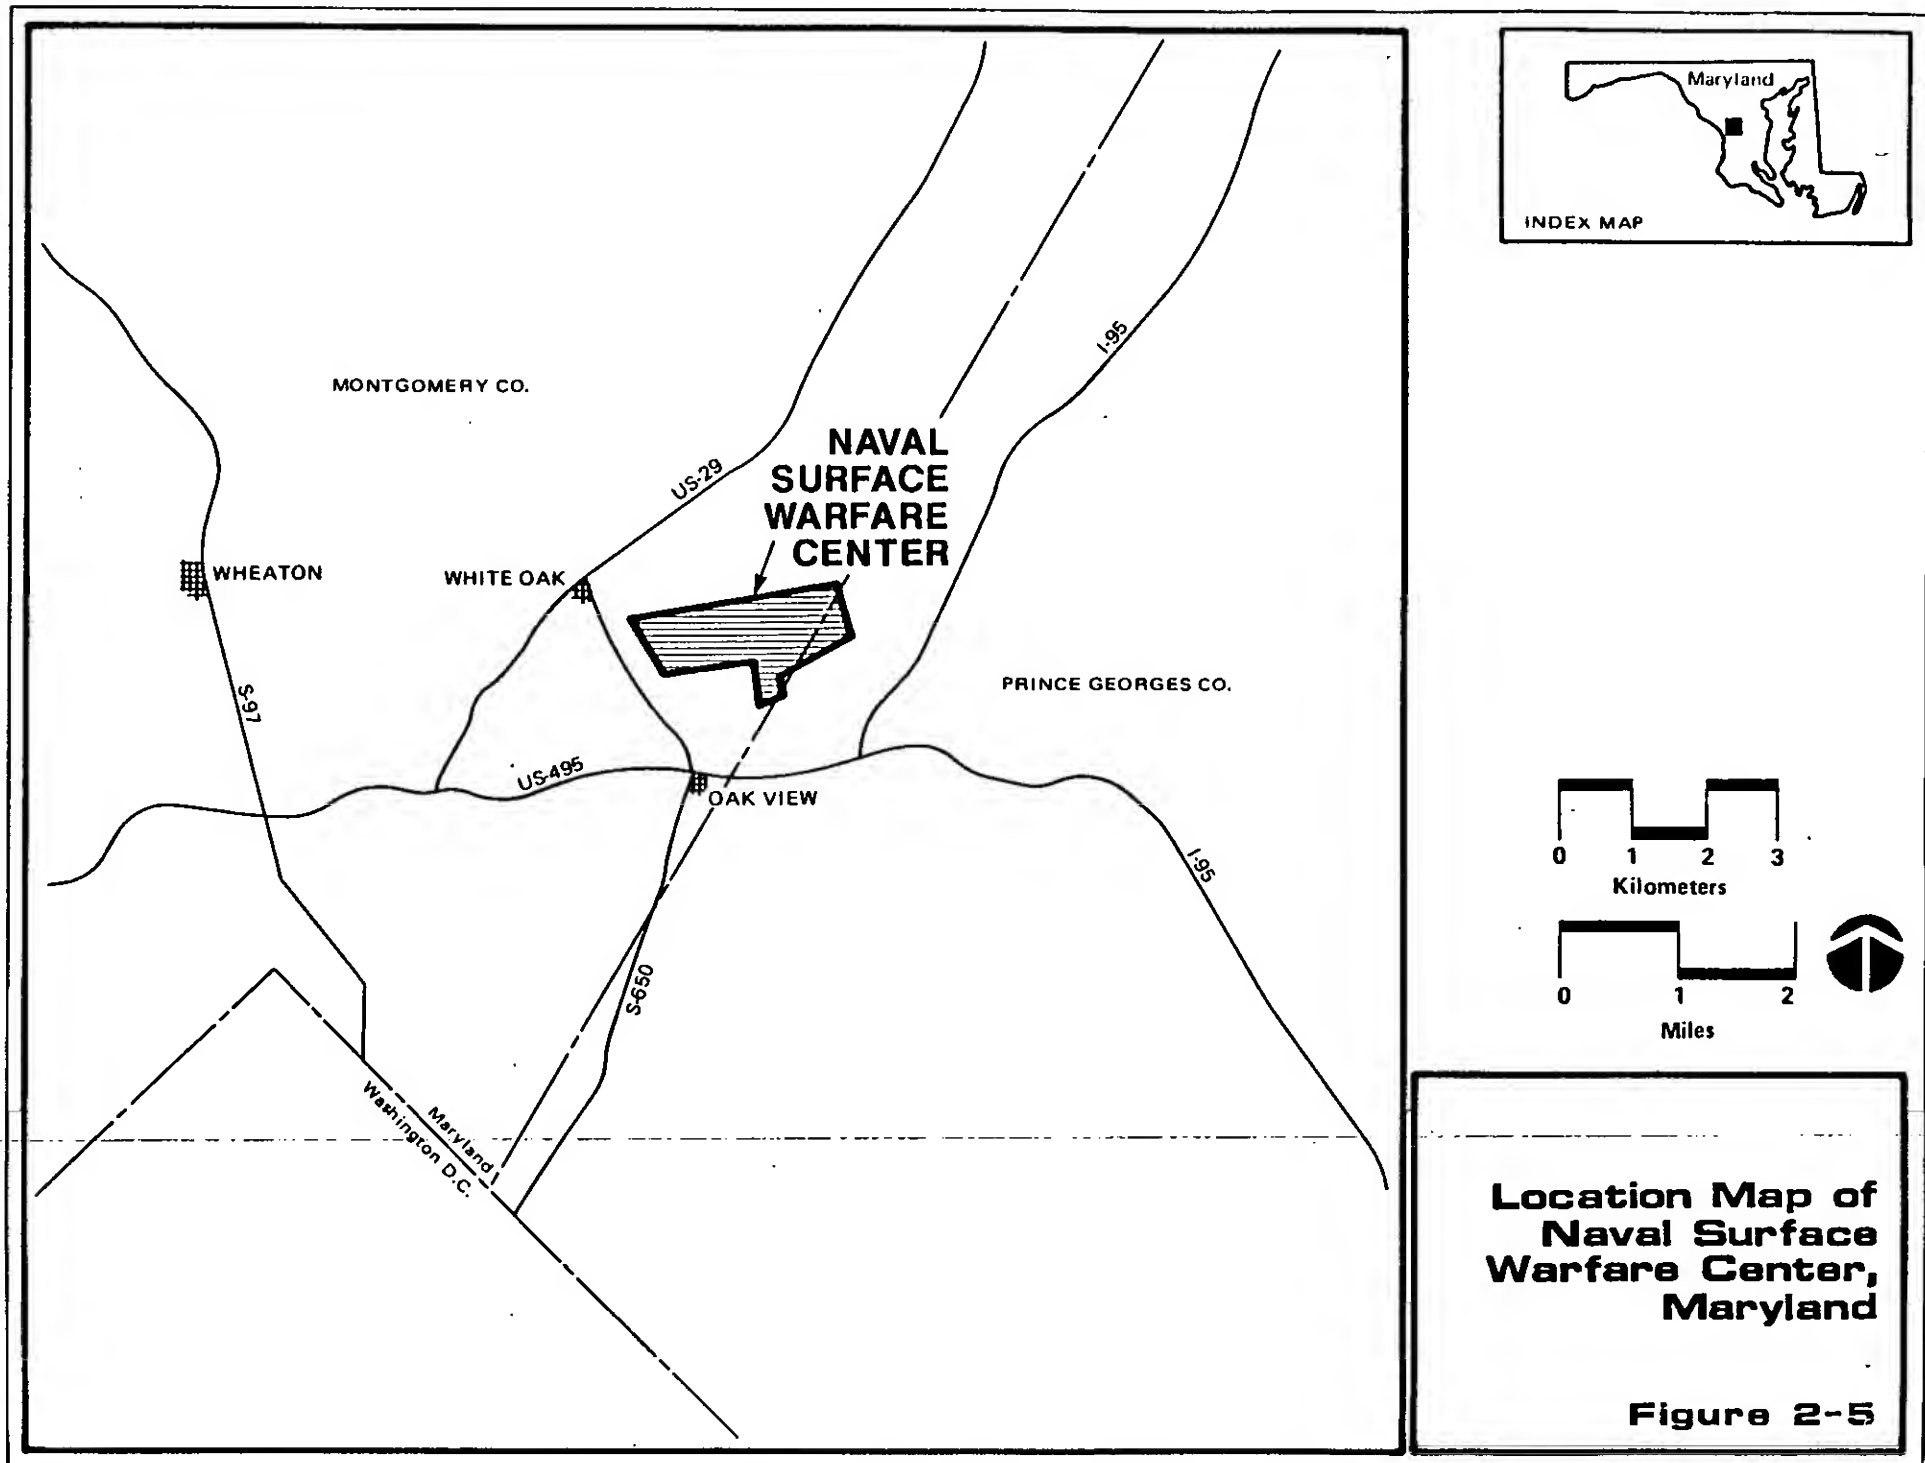 Maryland
INDEX MAP
I-95
MONTGOMERY CO.
NAVAL
SURFACE
WARFARE
CENTER
US-29
WHEATON
WHITE OAK
S-97
PRINCE GEORGES CO.
US-495
OAK VIEW
I-95
S-650
Maryland
Washington D.C.
0 1 2 3
Kilometers
0 1 2
Miles
Location Map of
Naval Surface
Warfare Center,
Maryland
Figure 2-5